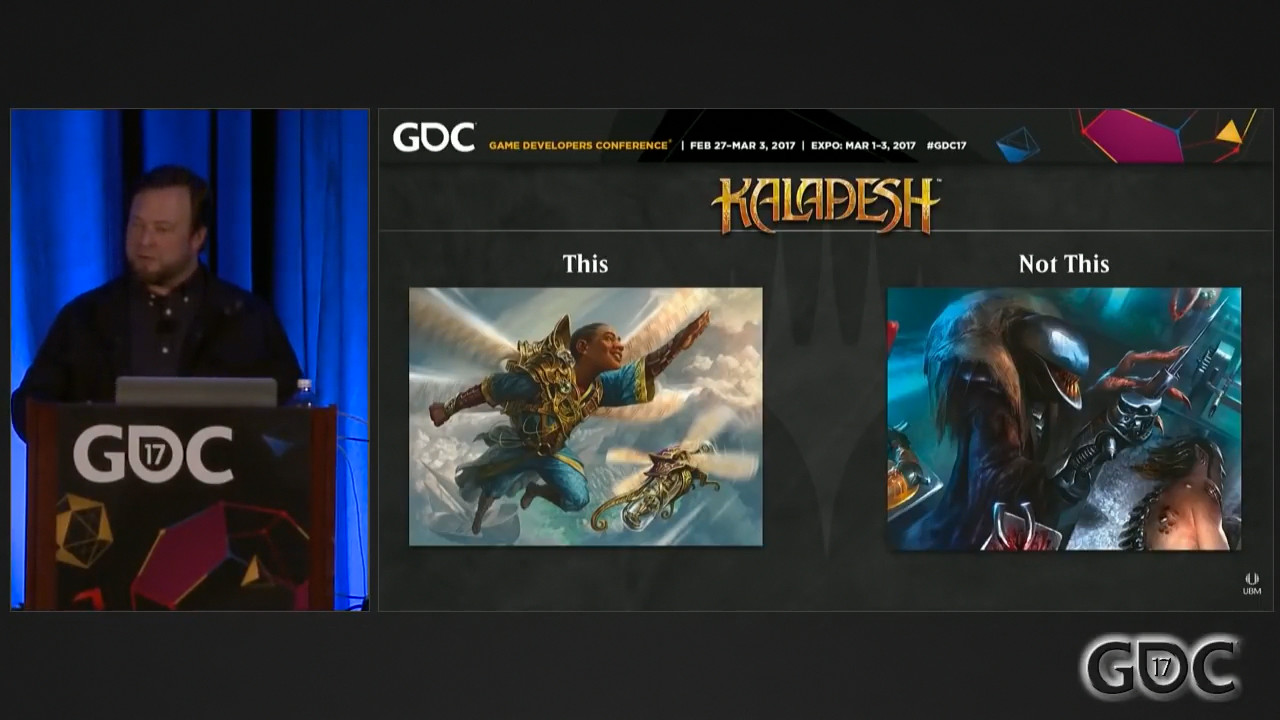 GDC
GAME DEVELOPERS CONFERENCE® | FEB 27-MAR 3, 2017 | EXPO: MAR 1-3, 2017 #GDC17
KALADESH™
This
Not This
GDC
17
UBM
GDC
17